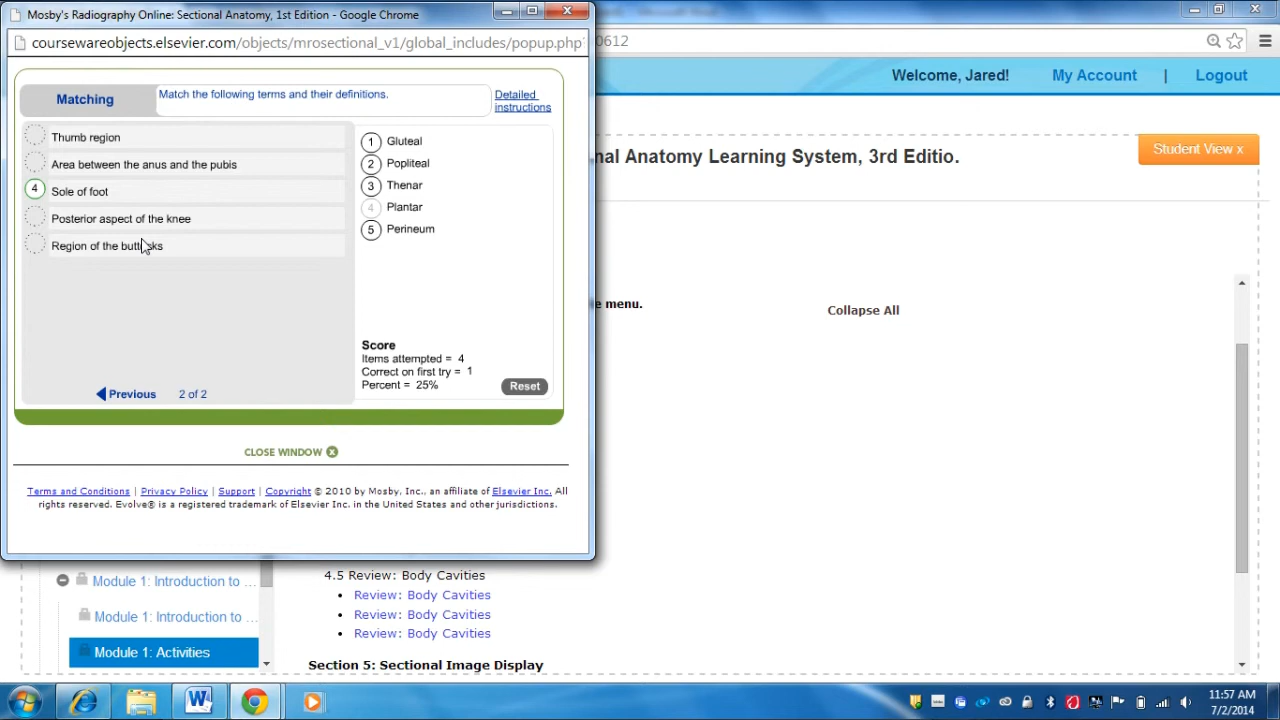 Mosby's Radiography Online: Sectional Anatomy, 1st Edition - Google Chrome
coursewareobjects.elsevier.com/objects/mrosectional_v1/global_includes/popup.php?
0612
Welcome, Jared! My Account | Logout
Matching
Match the following terms and their definitions.
Detailed instructions
Thumb region
Area between the anus and the pubis
4 Sole of foot
Posterior aspect of the knee
Region of the buttocks
1 Gluteal
2 Popliteal
3 Thenar
4 Plantar
5 Perineum
Score
Items attempted = 4
Correct on first try = 1
Percent = 25%
Reset
Previous 2 of 2
CLOSE WINDOW X
Terms and Conditions | Privacy Policy | Support | Copyright © 2010 by Mosby, Inc., an affiliate of Elsevier Inc. All
rights reserved. Evolve® is a registered trademark of Elsevier Inc. in the United States and other jurisdictions.
nal Anatomy Learning System, 3rd Editio.
Student View x
e menu.
Collapse All
Module 1: Introduction to ...
Module 1: Introduction to ...
Module 1: Activities
4.5 Review: Body Cavities
• Review: Body Cavities
• Review: Body Cavities
• Review: Body Cavities
Section 5: Sectional Image Display
11:57 AM
7/2/2014